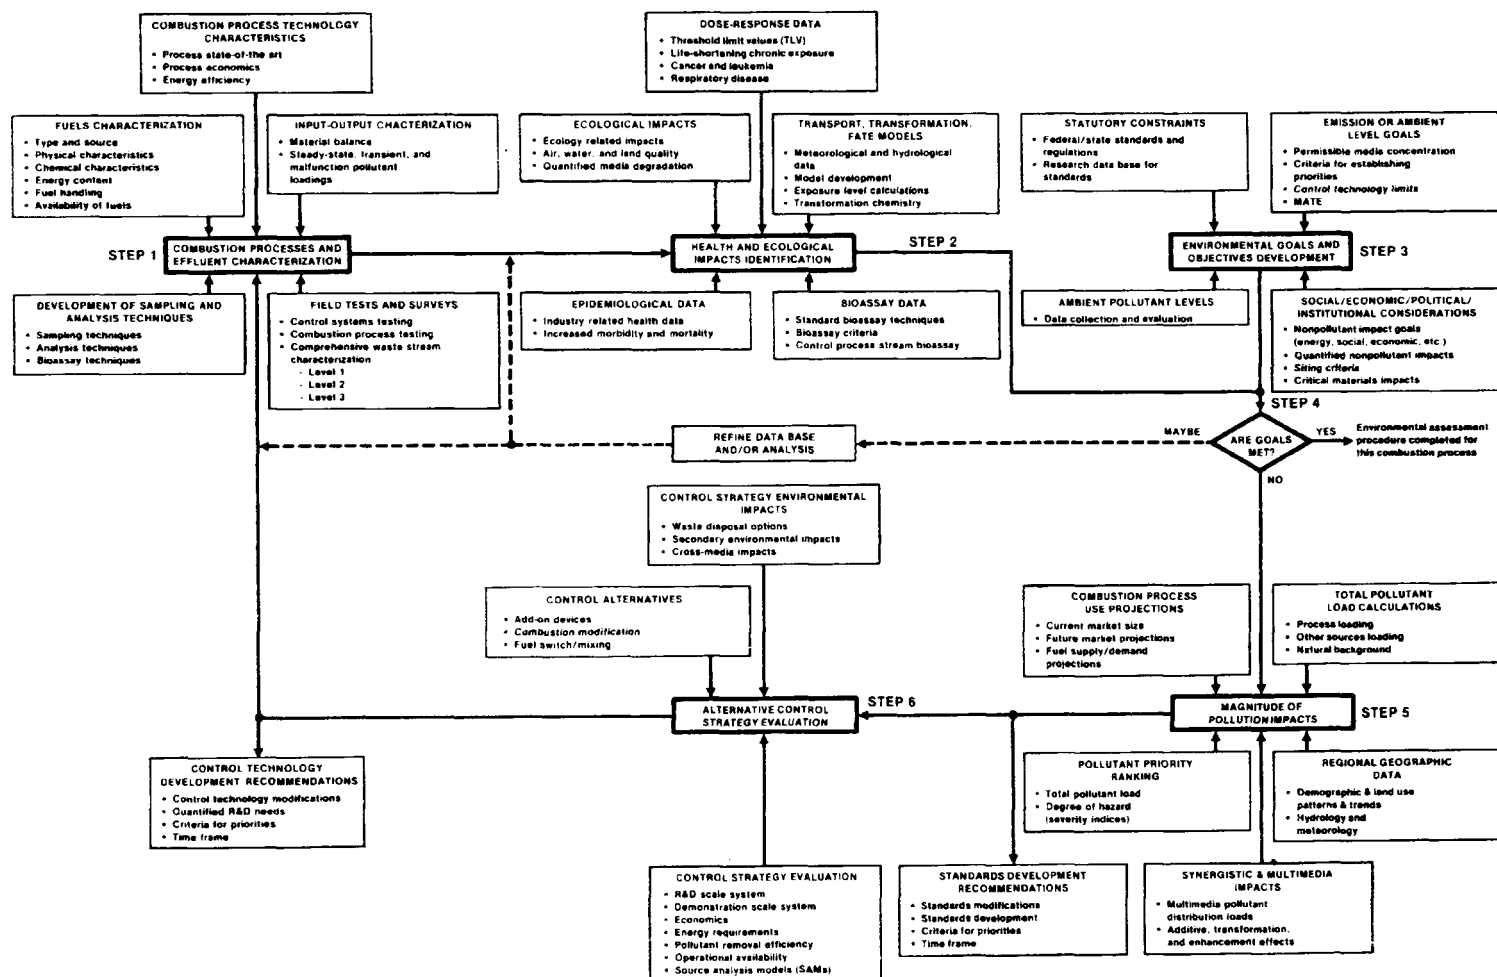 COMBUSTION PROCESS TECHNOLOGY
CHARACTERISTICS
• Process state-of-the art
• Process economics
• Energy efficiency
DOSE-RESPONSE DATA
• Threshold limit values (TLV)
• Life-shortening chronic exposure
• Cancer and leukemia
• Respiratory disease
FUELS CHARACTERIZATION
• Type and source
• Physical characteristics
• Chemical characteristics
• Energy content
• Fuel handling
• Availability of fuels
INPUT-OUTPUT CHACTERIZATION
• Material balance
• Steady-state, transient, and
malfunction pollutant
loadings
ECOLOGICAL IMPACTS
• Ecology related impacts
• Air, water, and land quality
• Quantified media degradation
TRANSPORT, TRANSFORMATION,
FATE MODELS
• Meteorological and hydrological
data
• Model development
• Exposure level calculations
• Transformation chemistry
STATUTORY CONSTRAINTS
• Federal/state standards and
regulations
• Research data base for
standards
EMISSION OR AMBIENT
LEVEL GOALS
• Permissible media concentration
• Criteria for establishing
priorities
• Control technology limits
• MATE
STEP 1
COMBUSTION PROCESSES AND
EFFLUENT CHARACTERIZATION
HEALTH AND ECOLOGICAL
IMPACTS IDENTIFICATION
STEP 2
ENVIRONMENTAL GOALS AND
OBJECTIVES DEVELOPMENT
STEP 3
DEVELOPMENT OF SAMPLING AND
ANALYSIS TECHNIQUES
• Sampling techniques
• Analysis techniques
• Bioassay techniques
FIELD TESTS AND SURVEYS
• Control systems testing
• Combustion process testing
• Comprehensive waste stream
characterization
- Level 1
- Level 2
- Level 3
EPIDEMIOLOGICAL DATA
• Industry related health data
• Increased morbidity and mortality
BIOASSAY DATA
• Standard bioassay techniques
• Bioassay criteria
• Control process stream bioassay
AMBIENT POLLUTANT LEVELS
• Data collection and evaluation
SOCIAL/ECONOMIC/POLITICAL/
INSTITUTIONAL CONSIDERATIONS
• Nonpollutant impact goals
(energy, social, economic, etc.)
• Quantified nonpollutant impacts
• Siting criteria
• Critical materials impacts
STEP 4
REFINE DATA BASE
AND/OR ANALYSIS
MAYBE
ARE GOALS
MET?
YES
Environmental assessment
procedure completed for
this combustion process
NO
CONTROL STRATEGY ENVIRONMENTAL
IMPACTS
• Waste disposal options
• Secondary environmental impacts
• Cross-media impacts
CONTROL ALTERNATIVES
• Add-on devices
• Combustion modification
• Fuel switch/mixing
COMBUSTION PROCESS
USE PROJECTIONS
• Current market size
• Future market projections
• Fuel supply/demand
projections
TOTAL POLLUTANT
LOAD CALCULATIONS
• Process loading
• Other sources loading
• Natural background
ALTERNATIVE CONTROL
STRATEGY EVALUATION
STEP 6
MAGNITUDE OF
POLLUTION IMPACTS
STEP 5
CONTROL TECHNOLOGY
DEVELOPMENT RECOMMENDATIONS
• Control technology modifications
• Quantified R&D needs
• Criteria for priorities
• Time frame
POLLUTANT PRIORITY
RANKING
• Total pollutant load
• Degree of hazard
(severity indices)
REGIONAL GEOGRAPHIC
DATA
• Demographic & land use
patterns & trends
• Hydrology and
meteorology
CONTROL STRATEGY EVALUATION
• R&D scale system
• Demonstration scale system
• Economics
• Energy requirements
• Pollutant removal efficiency
• Operational availability
• Source analysis models (SAMs)
STANDARDS DEVELOPMENT
RECOMMENDATIONS
• Standards modifications
• Standards development
• Criteria for priorities
• Time frame
SYNERGISTIC & MULTIMEDIA
IMPACTS
• Multimedia pollutant
distribution loads
• Additive, transformation,
and enhancement effects